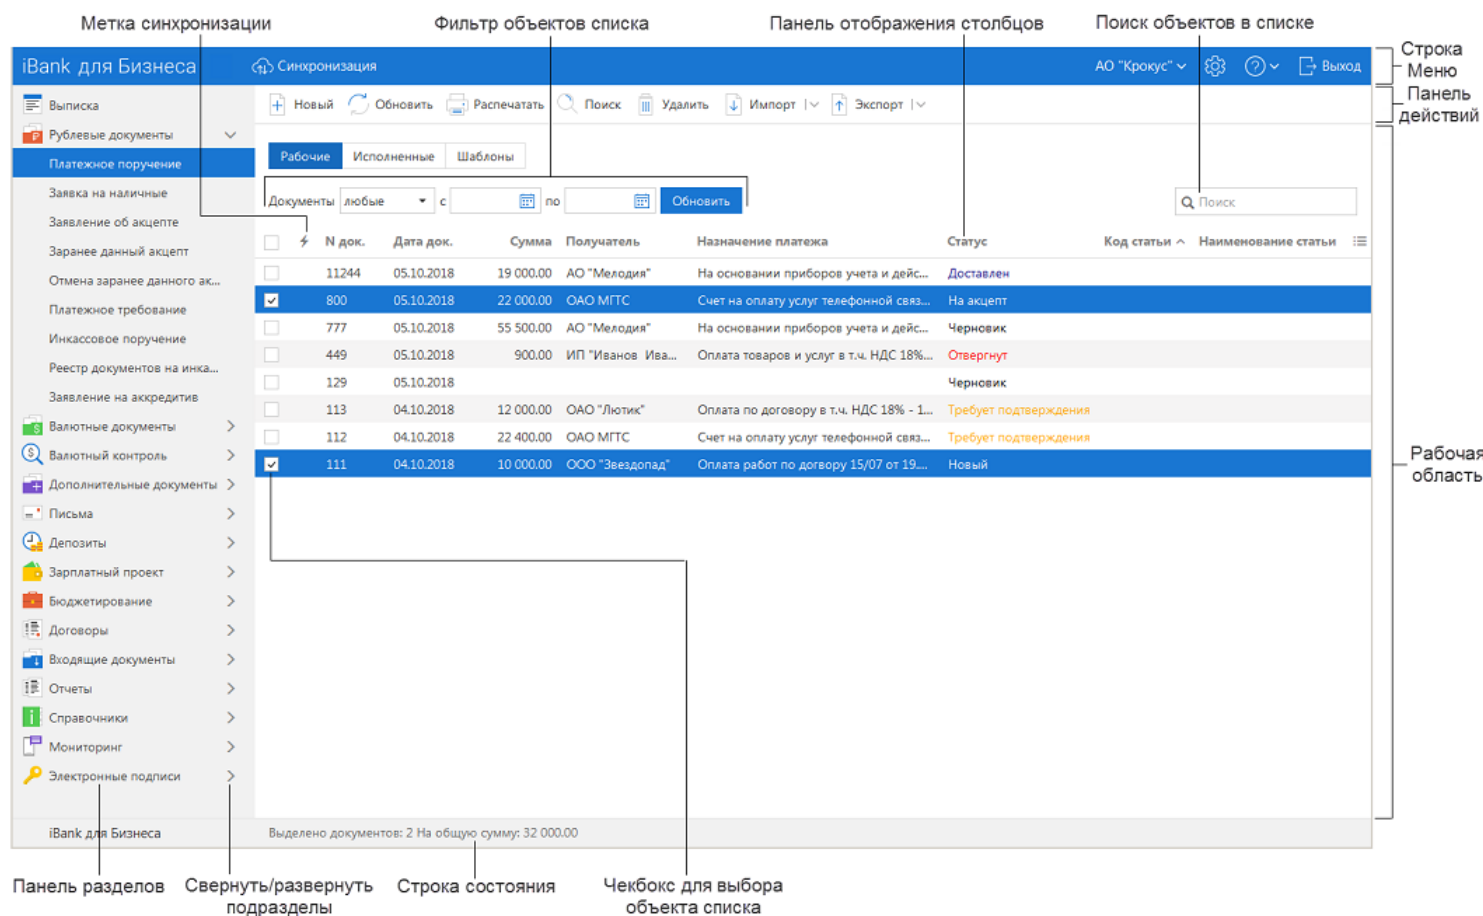 Метка синхронизации Фильтр объектов списка Панель отображения столбцов Поиск объектов в списке
iBank для Бизнеса Синхронизация АО "Крокус" Выход
Строка Меню
Выписка
Новый Обновить Распечатать Поиск Удалить Импорт Экспорт
Панель действий
Рублевые документы
Платежное поручение
Заявка на наличные
Заявление об акцепте
Заранее данный акцепт
Отмена заранее данного ак...
Платежное требование
Инкассовое поручение
Реестр документов на инка...
Заявление на аккредитив
Валютные документы
Валютный контроль
Дополнительные документы
Письма
Депозиты
Зарплатный проект
Бюджетирование
Договоры
Входящие документы
Отчеты
Справочники
Мониторинг
Электронные подписи
Рабочие Исполненные Шаблоны
Документы любые с по Обновить Поиск
N док. Дата док. Сумма Получатель Назначение платежа Статус Код статьи Наименование статьи
11244 05.10.2018 19 000.00 АО "Мелодия" На основании приборов учета и дейс... Доставлен
800 05.10.2018 22 000.00 ОАО МГТС Счет на оплату услуг телефонной связ... На акцепт
777 05.10.2018 55 500.00 АО "Мелодия" На основании приборов учета и дейс... Черновик
449 05.10.2018 900.00 ИП "Иванов Ива... Оплата товаров и услуг в т.ч. НДС 18%... Отвергнут
129 05.10.2018 Черновик
113 04.10.2018 12 000.00 ОАО "Лютик" Оплата по договору в т.ч. НДС 18% - 1... Требует подтверждения
112 04.10.2018 22 400.00 ОАО МГТС Счет на оплату услуг телефонной связ... Требует подтверждения
111 04.10.2018 10 000.00 ООО "Звездопад" Оплата работ по догвору 15/07 от 19.... Новый
Рабочая область
iBank для Бизнеса Выделено документов: 2 На общую сумму: 32 000.00
Панель разделов Свернуть/развернуть подразделы Строка состояния Чекбокс для выбора объекта списка